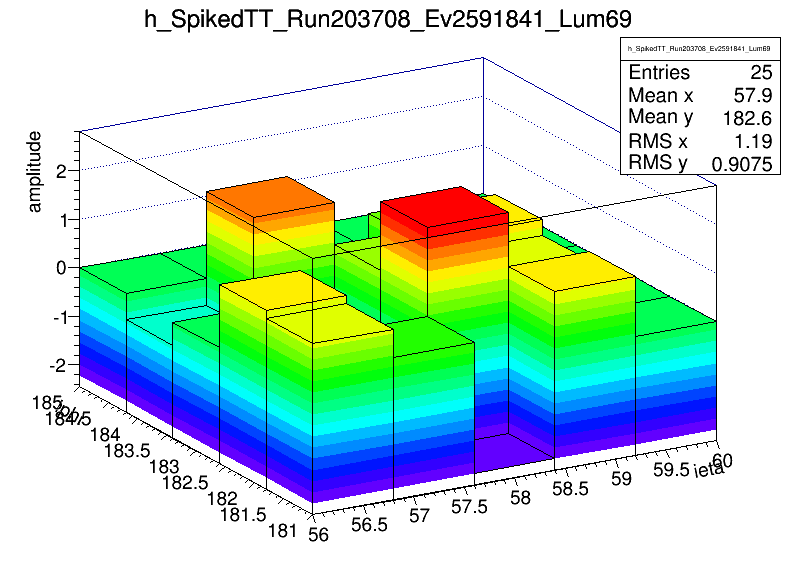 h_SpikedTT_Run203708_Ev2591841_Lum69
h_SpikedTT_Run203708_Ev2591841_Lum69
Entries 25
Mean x 57.9
Mean y 182.6
RMS x 1.19
RMS y 0.9075
amplitude
2
1
0
-1
-2
185
184.5
184
183.5
183
182.5
182
181.5
181
56
56.5
57
57.5
58
58.5
59
59.5
60
ieta